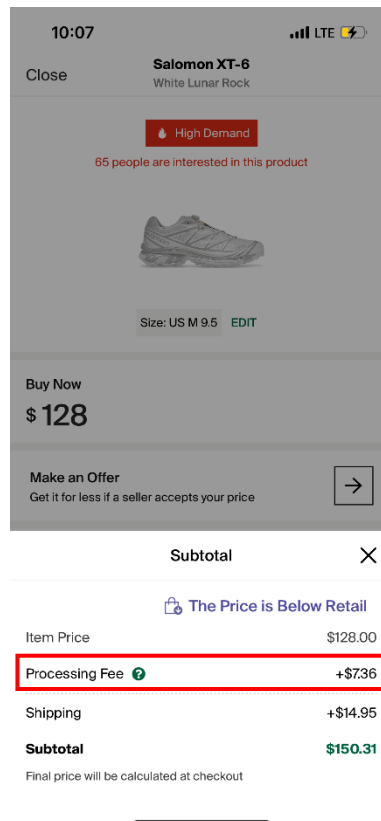 10:07
LTE
Close
Salomon XT-6
White Lunar Rock
High Demand
65 people are interested in this product
Size: US M 9.5 EDIT
Buy Now
$ 128
Make an Offer
Get it for less if a seller accepts your price
Subtotal
The Price is Below Retail
Item Price $128.00
Processing Fee ? +$7.36
Shipping +$14.95
Subtotal $150.31
Final price will be calculated at checkout